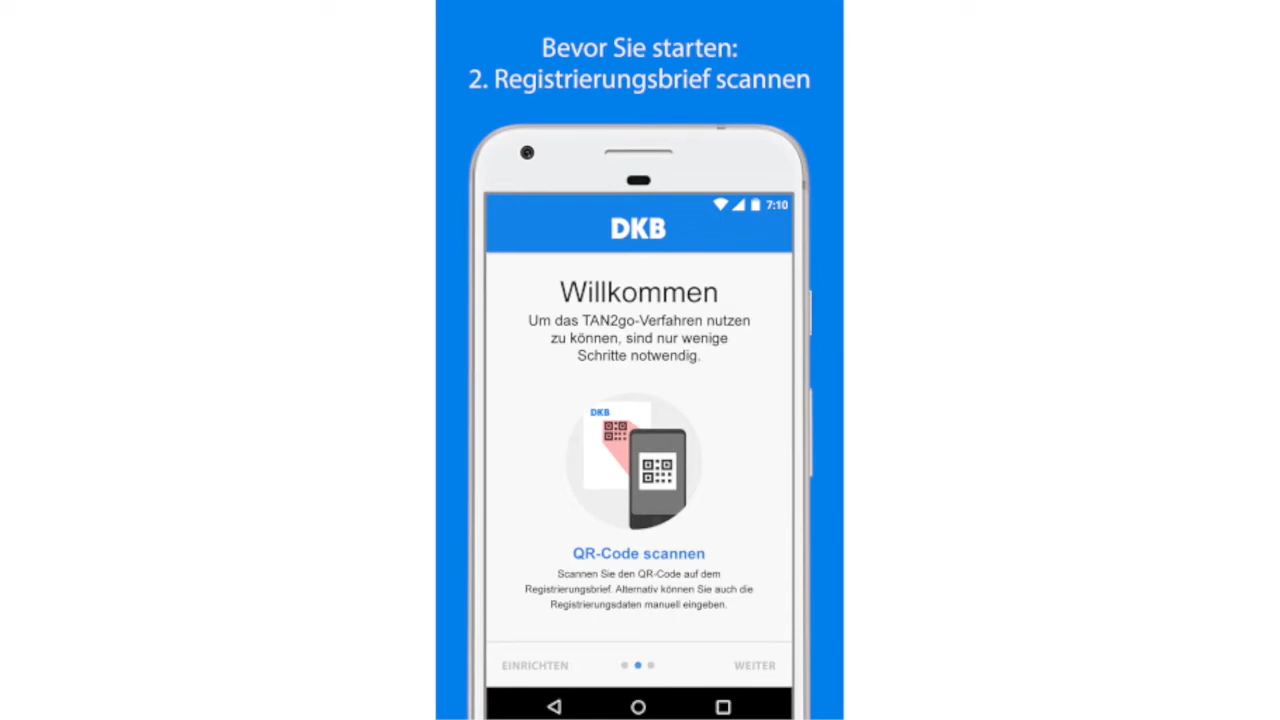 Bevor Sie starten:
2. Registrierungsbrief scannen
7:10
DKB
Willkommen
Um das TAN2go-Verfahren nutzen
zu können, sind nur wenige
Schritte notwendig.
DKB
QR-Code scannen
Scannen Sie den QR-Code auf dem
Registrierungsbrief. Alternativ können Sie auch die
Registrierungsdaten manuell eingeben.
EINRICHTEN
WEITER